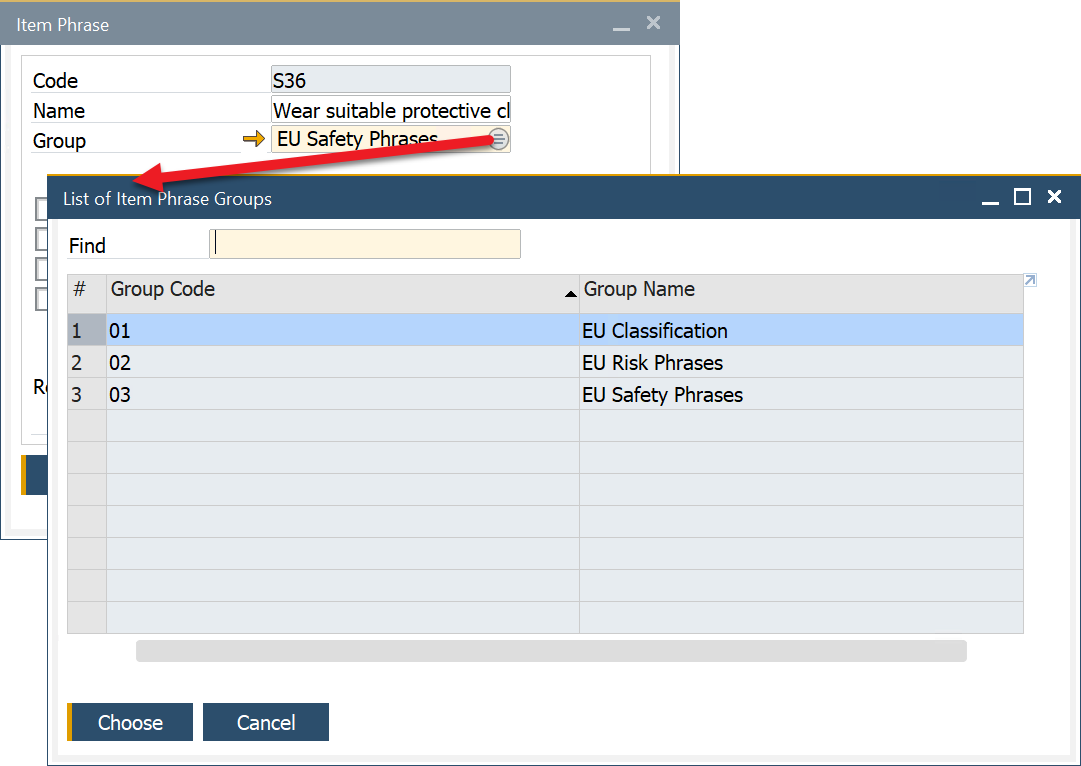 Item Phrase
Code S36
Name Wear suitable protective cl
Group EU Safety Phrases
List of Item Phrase Groups
Find
# Group Code Group Name
1 01 EU Classification
2 02 EU Risk Phrases
3 03 EU Safety Phrases
Choose Cancel